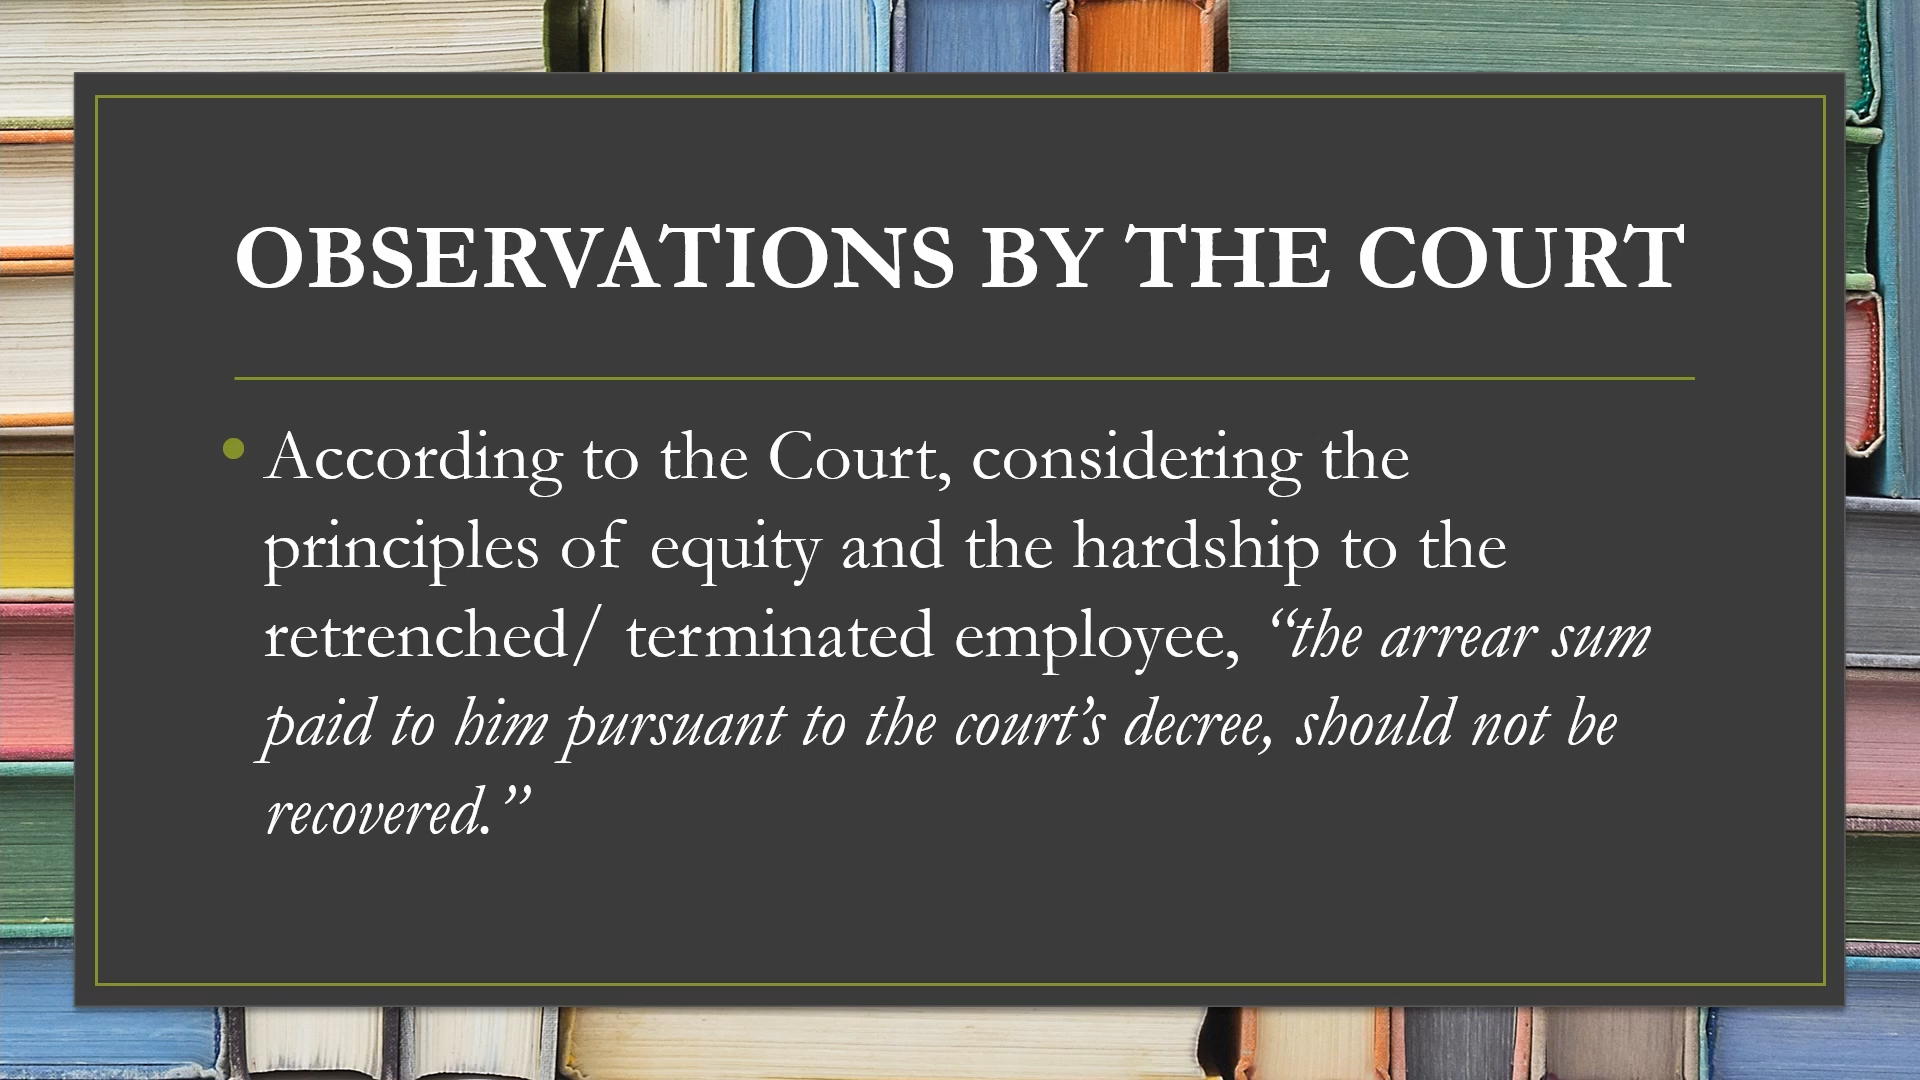 OBSERVATIONS BY THE COURT
• According to the Court, considering the
principles of equity and the hardship to the
retrenched/ terminated employee, “the arrear sum
paid to him pursuant to the court’s decree, should not be
recovered.”